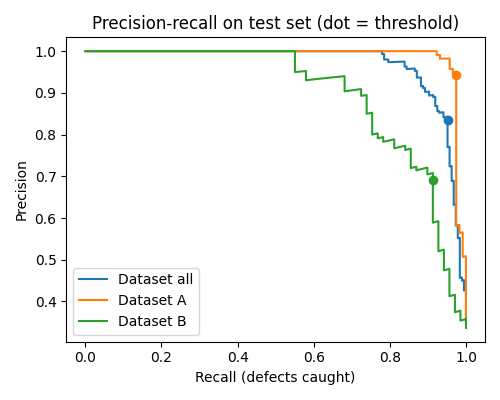 Precision-recall on test set (dot = threshold)
1.0
0.9
0.8
0.7
0.6
0.5
0.4
Precision
Dataset all
Dataset A
Dataset B
0.0 0.2 0.4 0.6 0.8 1.0
Recall (defects caught)